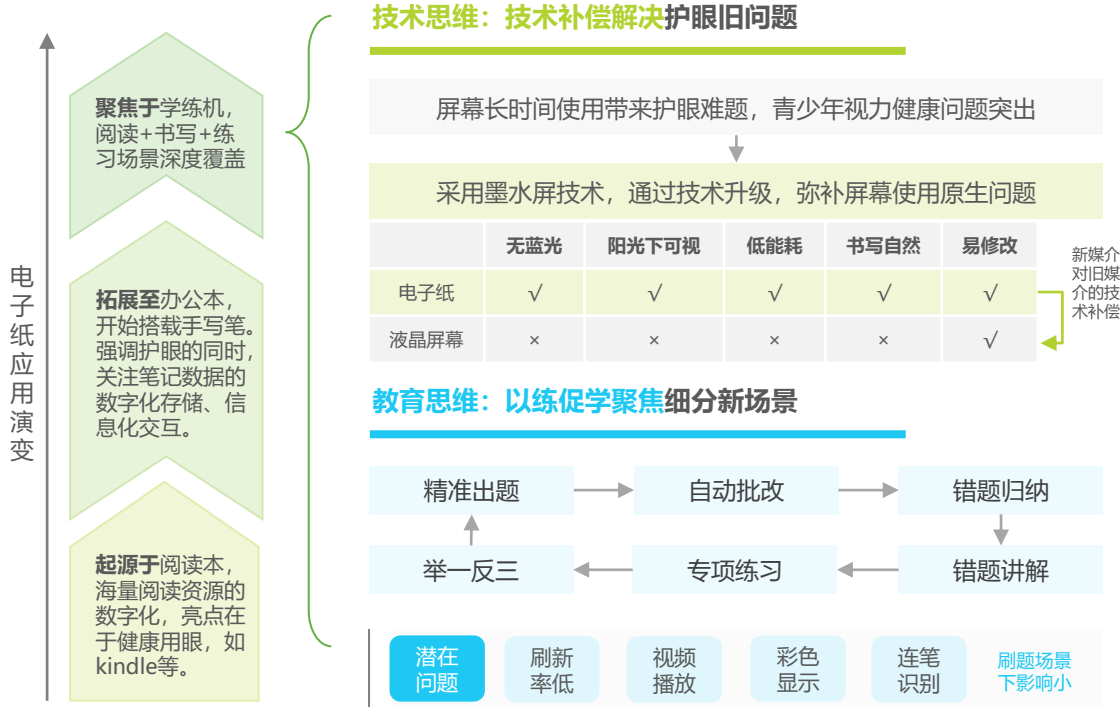 电子纸应用演变
聚焦于学练机，
阅读+书写+练
习场景深度覆盖
拓展至办公本，
开始搭载手写笔。
强调护眼的同时，
关注笔记数据的
数字化存储、信
息化交互。
起源于阅读本，
海量阅读资源的
数字化，亮点在
于健康用眼，如
kindle等。
技术思维：技术补偿解决护眼旧问题
屏幕长时间使用带来护眼难题，青少年视力健康问题突出
采用墨水屏技术，通过技术升级，弥补屏幕使用原生问题
无蓝光 阳光下可视 低能耗 书写自然 易修改
电子纸 √ √ √ √ √
液晶屏幕 × × × × √
新媒介
对旧媒
介的技
术补偿
教育思维：以练促学聚焦细分新场景
精准出题 自动批改 错题归纳
举一反三 专项练习 错题讲解
潜在 刷新 视频 彩色 连笔 刷题场景
问题 率低 播放 显示 识别 下影响小